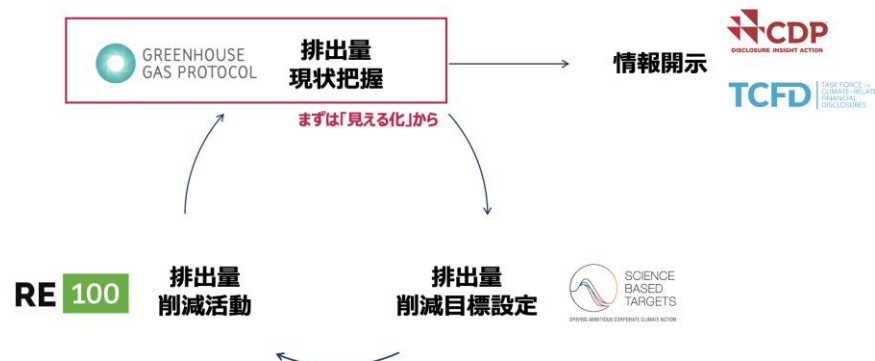 GREENHOUSE
GAS PROTOCOL
排出量
現状把握
まずは「見える化」から
情報開示
CDP
DISCLOSURE INSIGHT ACTION
TCFD
TASK FORCE ON
CLIMATE-RELATE
FINANCIAL
DISCLOSURES
RE 100
排出量
削減活動
排出量
削減目標設定
SCIENCE
BASED
TARGETS
DRIVING AMBITIOUS CORPORATE CLIMATE ACTION